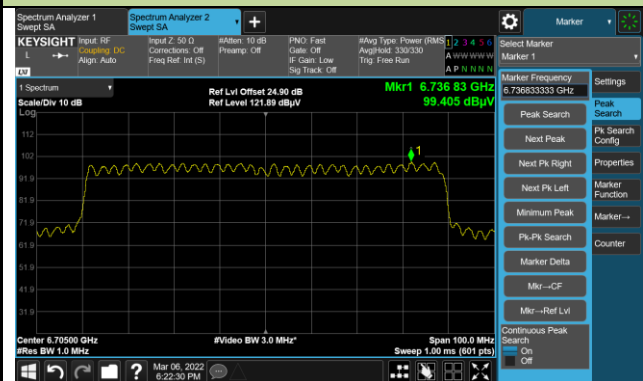 Spectrum Analyzer 1
Swept SA
Spectrum Analyzer 2
Swept SA
+
Marker
KEYSIGHT
L
LXI
Input: RF
Coupling: DC
Align: Auto
Input Z: 50 Ω
Corrections: Off
Freq Ref: Int (S)
#Atten: 10 dB
Preamp: Off
PNO: Fast
Gate: Off
IF Gain: Low
Sig Track: Off
#Avg Type: Power (RMS
Avg|Hold: 330/330
Trig: Free Run
1 2 3 4 5 6
A W W W W W
A P N N N N
Select Marker
Marker 1
1 Spectrum
Scale/Div 10 dB
Log
Ref Lvl Offset 24.90 dB
Ref Level 121.89 dBµV
Mkr1 6.736 83 GHz
99.405 dBµV
112
102
91.9
81.9
71.9
61.9
51.9
41.9
31.9
1
Center 6.70500 GHz
#Res BW 1.0 MHz
#Video BW 3.0 MHz*
Span 100.0 MHz
Sweep 1.00 ms (601 pts)
Marker Frequency
6.736833333 GHz
Peak Search
Next Peak
Next Pk Right
Next Pk Left
Minimum Peak
Pk-Pk Search
Marker Delta
Mkr→CF
Mkr→Ref Lvl
Continuous Peak
Search
On
Off
Settings
Peak
Search
Pk Search
Config
Properties
Marker
Function
Marker→
Counter
?
Mar 06, 2022
6:22:30 PM